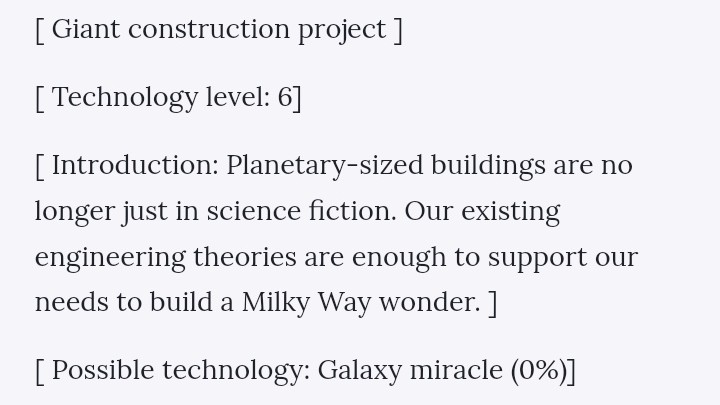 [ Giant construction project ]
[ Technology level: 6]
[ Introduction: Planetary-sized buildings are no
longer just in science fiction. Our existing
engineering theories are enough to support our
needs to build a Milky Way wonder. ]
[ Possible technology: Galaxy miracle (0%)]